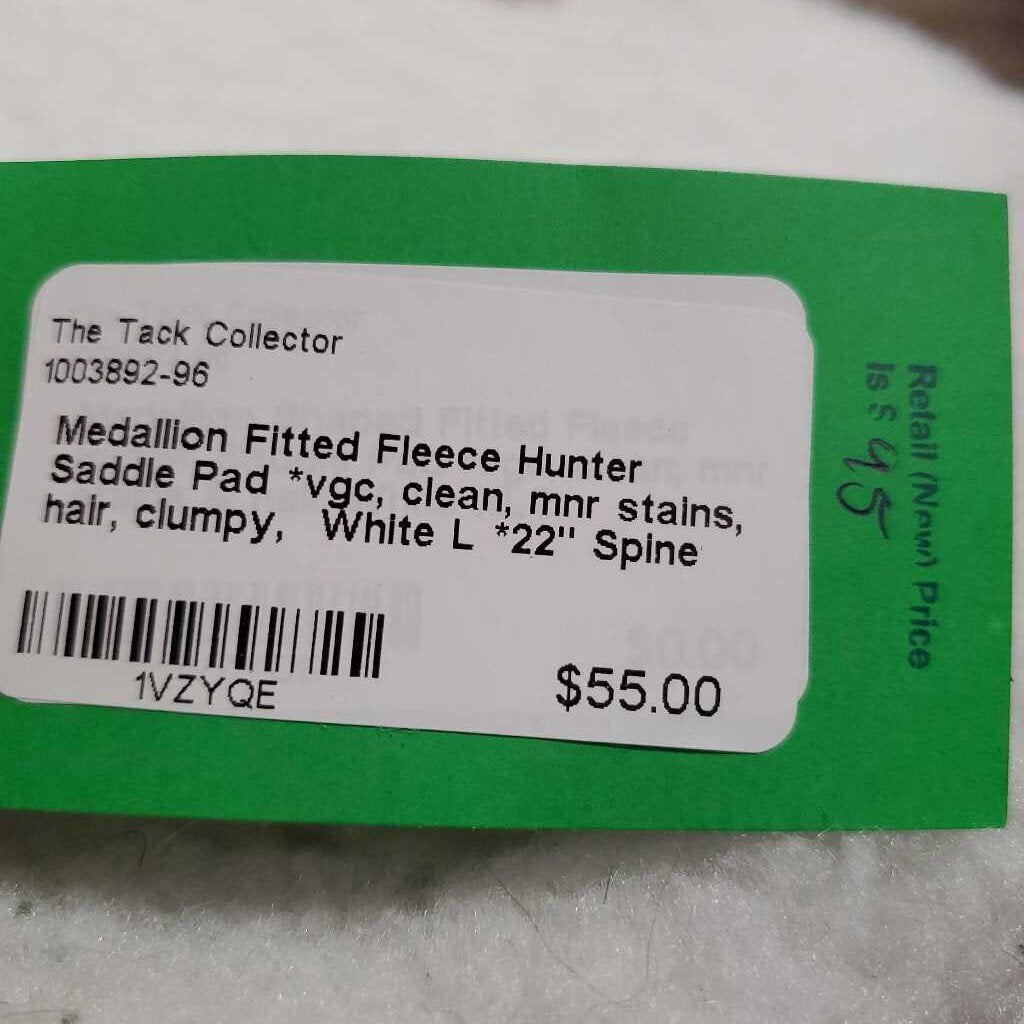 The Tack Collector
1003892-96
Medallion Fitted Fleece Hunter
Saddle Pad *vgc, clean, mnr stains,
hair, clumpy, White L *22" Spine
1VZYQE
$55.00
Retail (New) Price
is $ 95